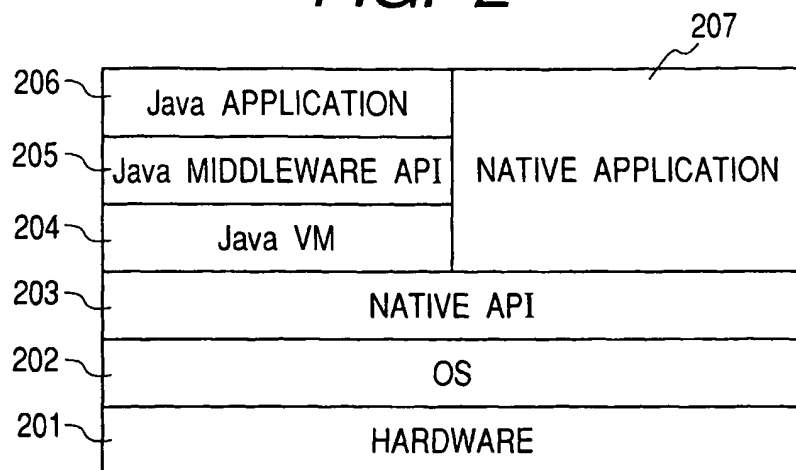 FIG. 2
207
206 Java APPLICATION
205 Java MIDDLEWARE API NATIVE APPLICATION
204 Java VM
203 NATIVE API
202 OS
201 HARDWARE